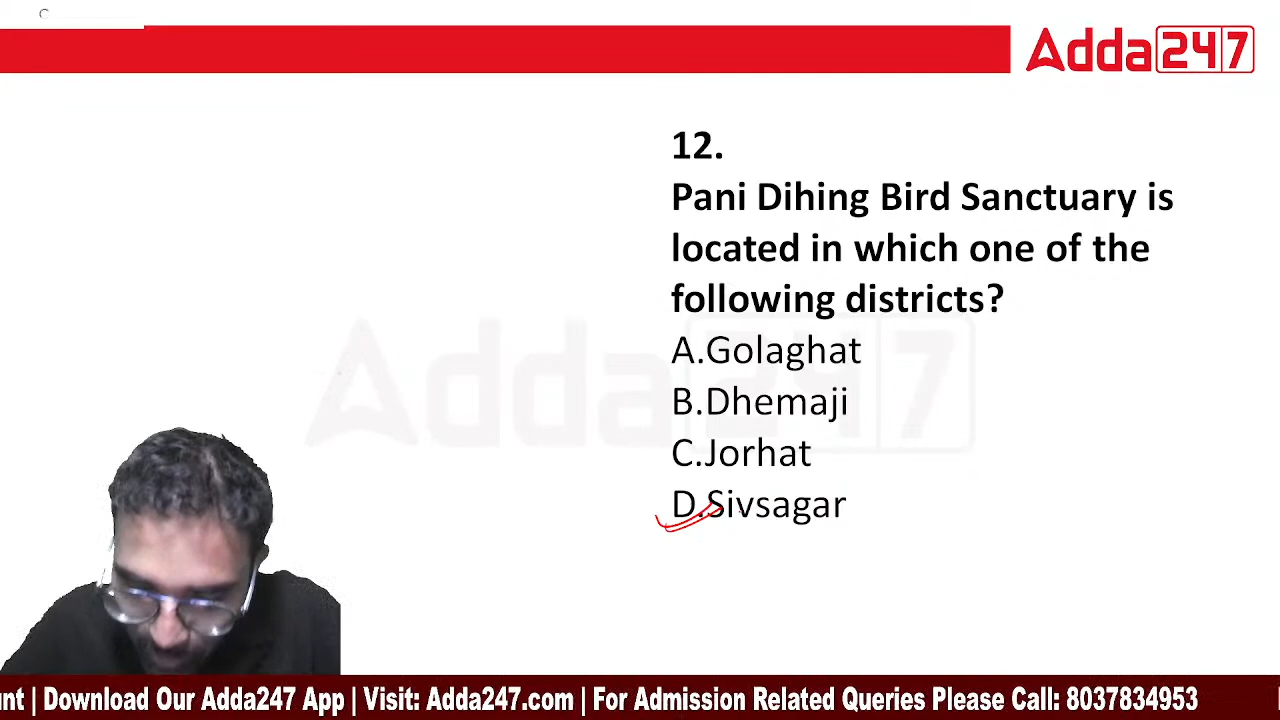 Adda247
12.
Pani Dihing Bird Sanctuary is
located in which one of the
following districts?
A.Golaghat
B.Dhemaji
C.Jorhat
D.Sivsagar
Adda247
| Download Our Adda247 App | Visit: Adda247.com | For Admission Related Queries Please Call: 8037834953